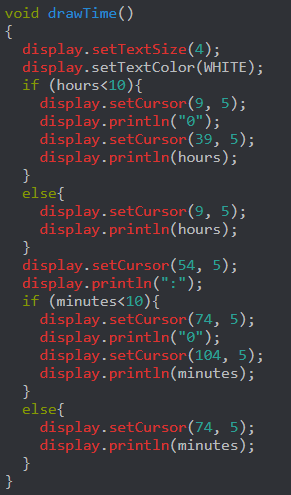 void drawTime()
{
  display.setTextSize(4);
  display.setTextColor(WHITE);
  if (hours<10){
    display.setCursor(9, 5);
    display.println("0");
    display.setCursor(39, 5);
    display.println(hours);
  }
  else{
    display.setCursor(9, 5);
    display.println(hours);
  }
  display.setCursor(54, 5);
  display.println(":");
  if (minutes<10){
    display.setCursor(74, 5);
    display.println("0");
    display.setCursor(104, 5);
    display.println(minutes);
  }
  else{
    display.setCursor(74, 5);
    display.println(minutes);
  }
}